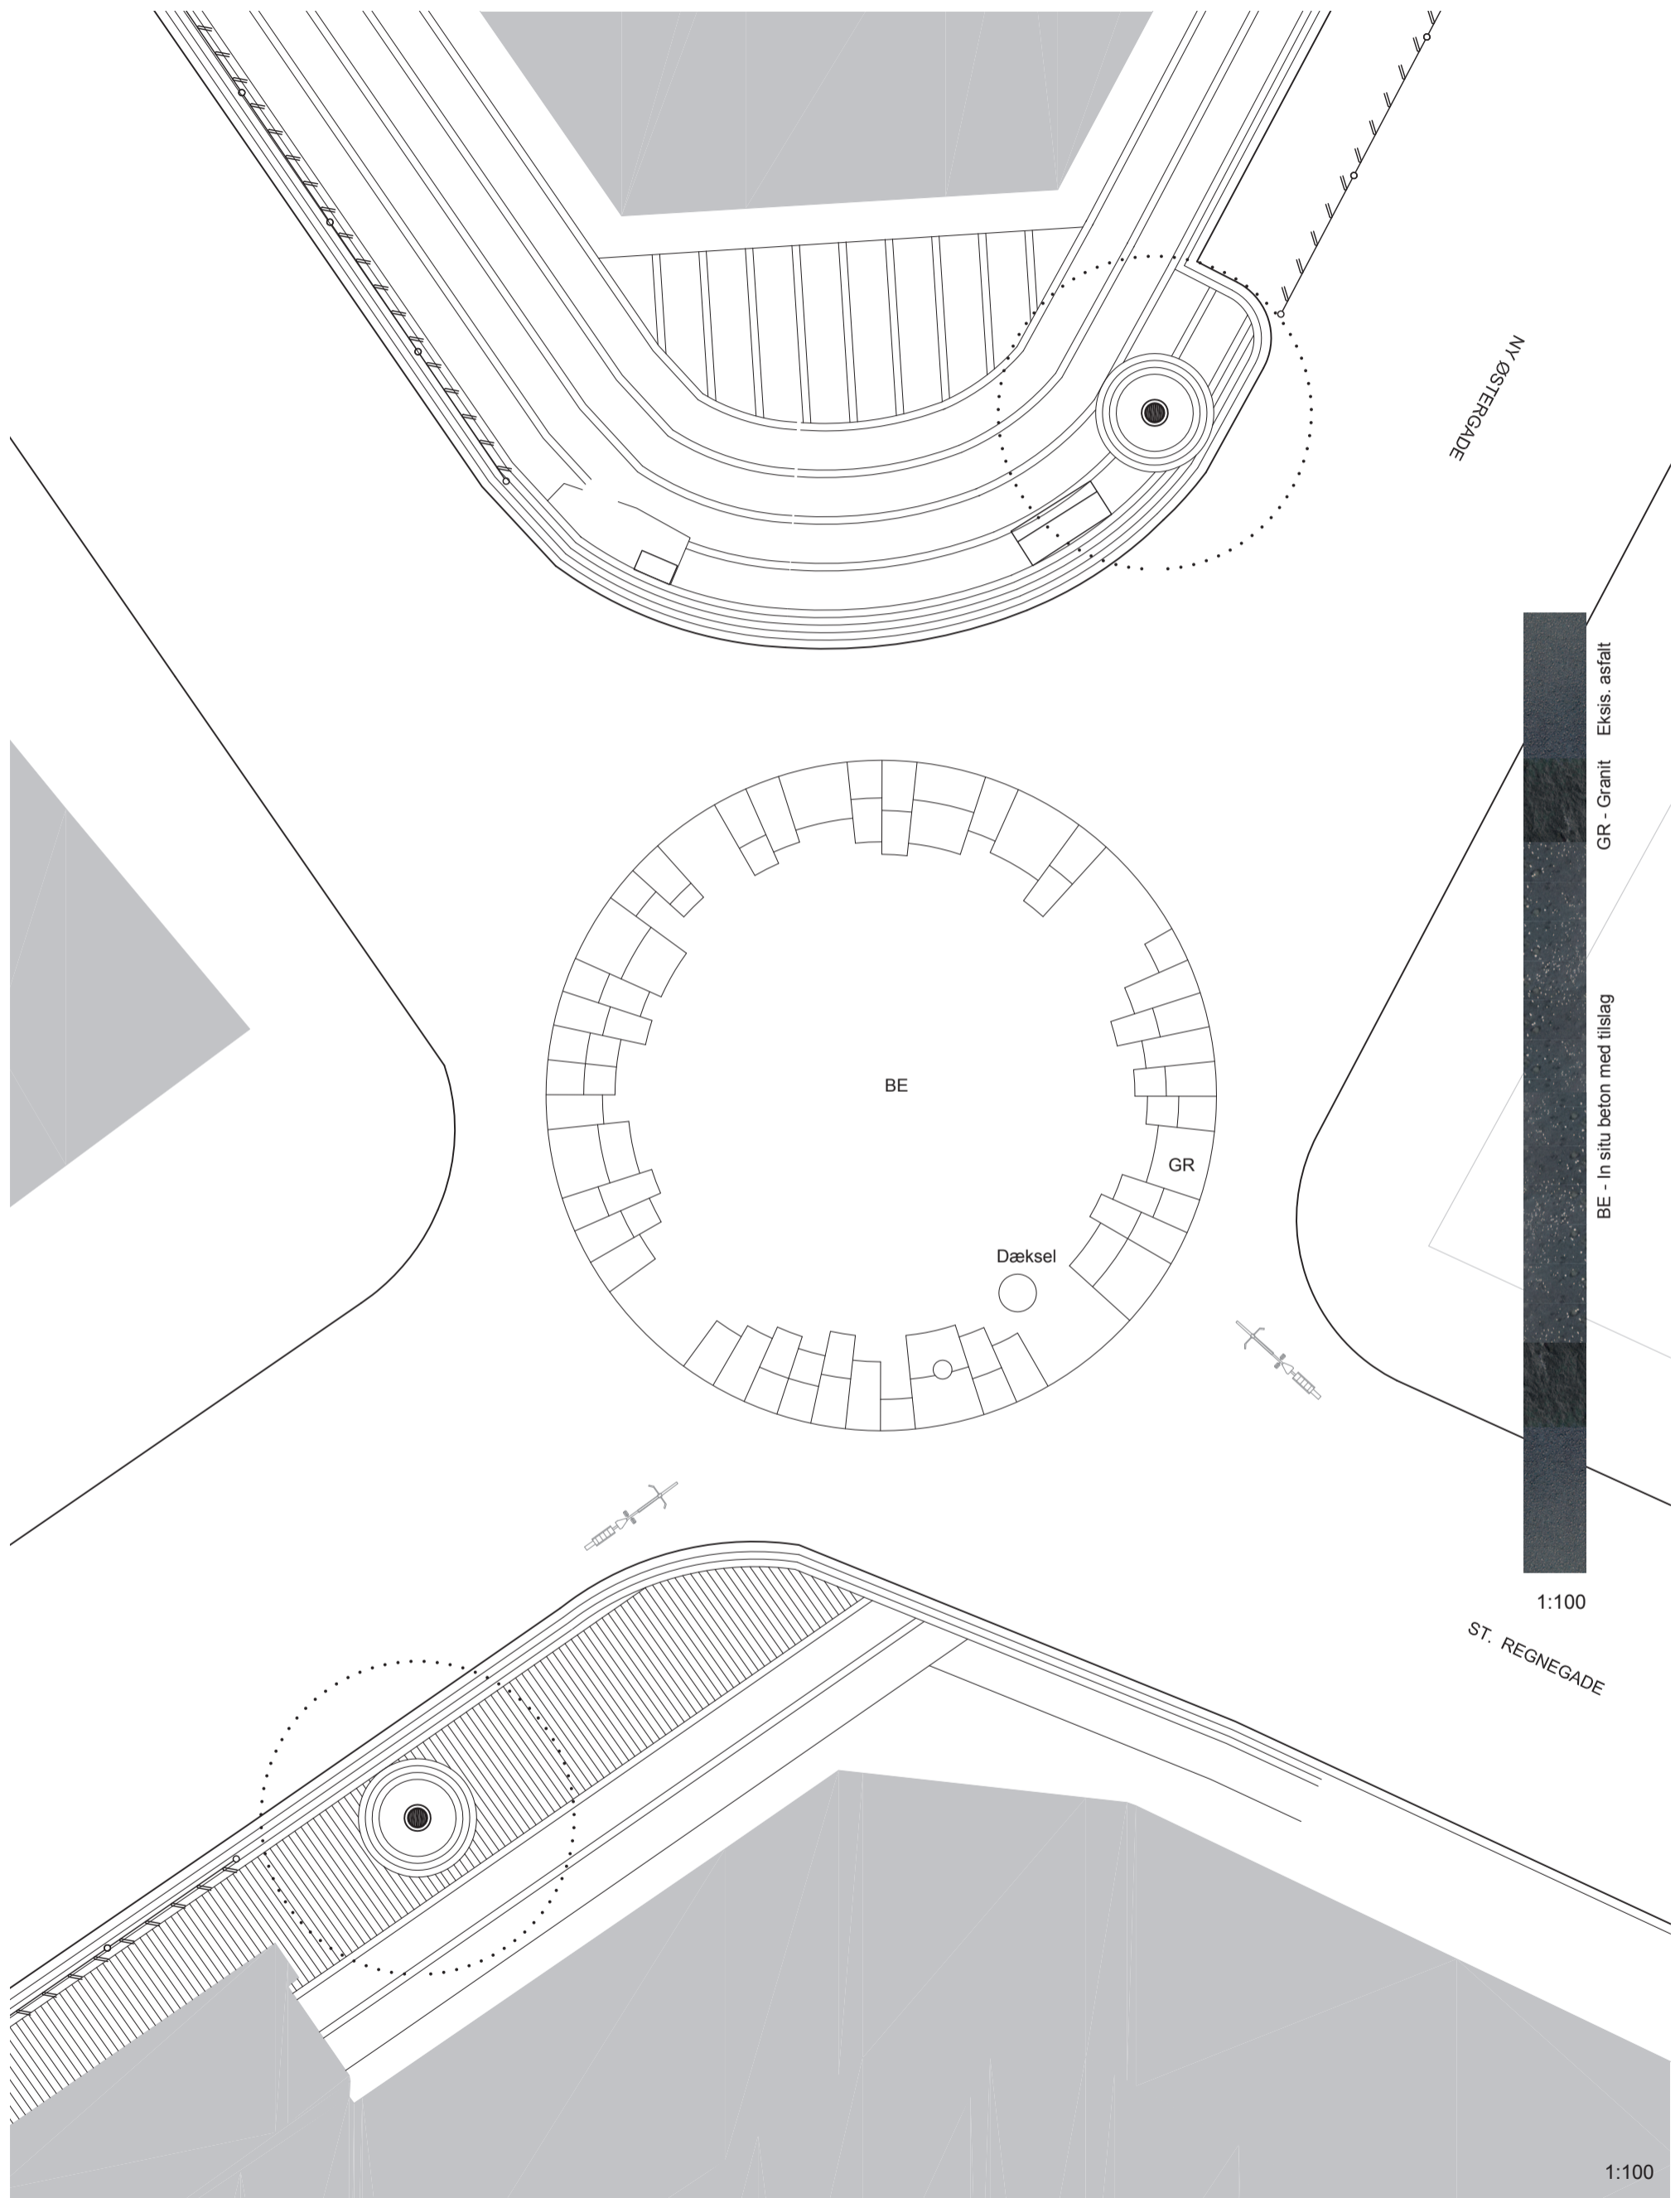 NY ØSTERGADE
Eksis. asfalt
GR - Granit
BE - In situ beton med tilslag
BE
GR
Dæksel
1:100
ST. REGNEGADE
1:100